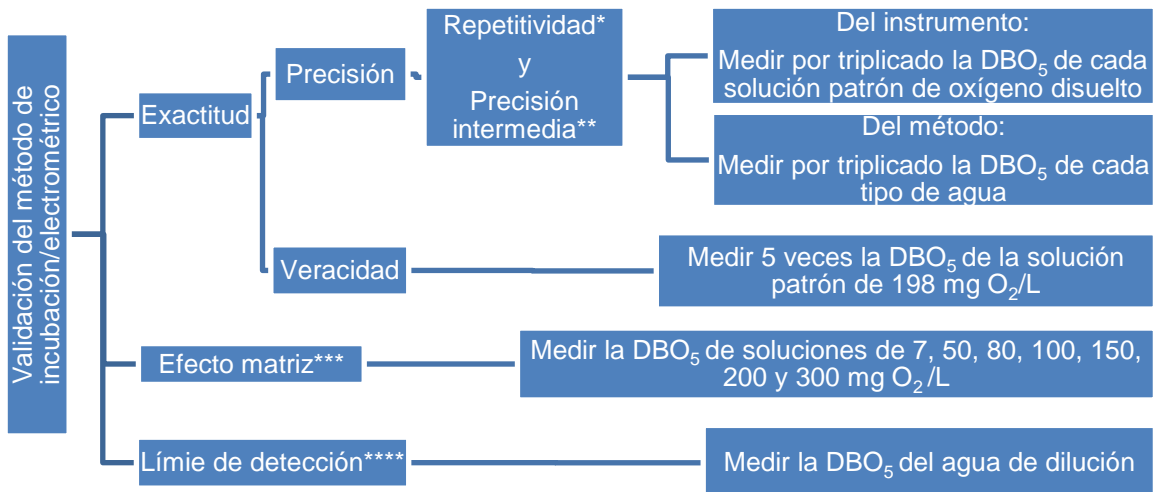 Validación del método de
incubación/electrométrico
Exactitud
Precisión
Repetitividad*
y
Precisión
intermedia**
Del instrumento:
Medir por triplicado la DBO₅ de cada
solución patrón de oxígeno disuelto
Del método:
Medir por triplicado la DBO₅ de cada
tipo de agua
Veracidad
Medir 5 veces la DBO₅ de la solución
patrón de 198 mg O₂/L
Efecto matriz***
Medir la DBO₅ de soluciones de 7, 50, 80, 100, 150,
200 y 300 mg O₂ /L
Límie de detección****
Medir la DBO₅ del agua de dilución